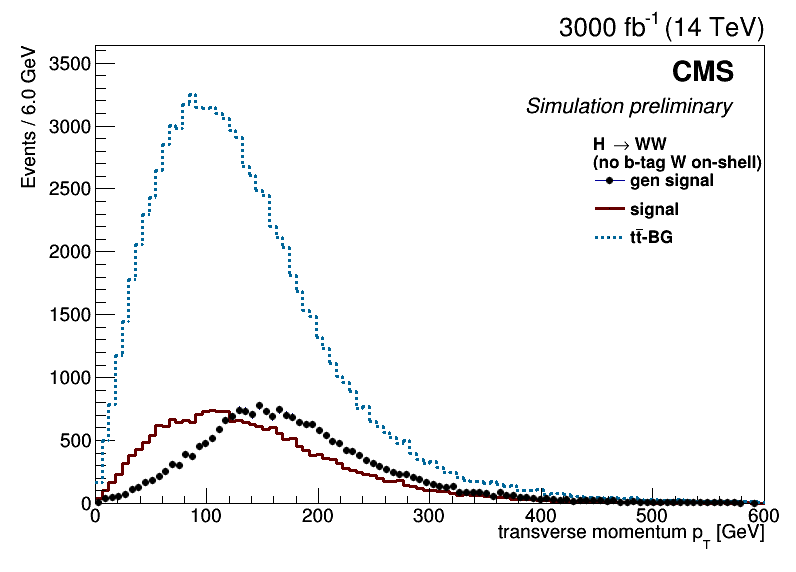 3000 fb-1 (14 TeV)
CMS
Simulation preliminary
H → WW
(no b-tag W on-shell)
gen signal
signal
tt̄-BG
Events / 6.0 GeV
3500
3000
2500
2000
1500
1000
500
0
0 100 200 300 400 500 600
transverse momentum pT [GeV]